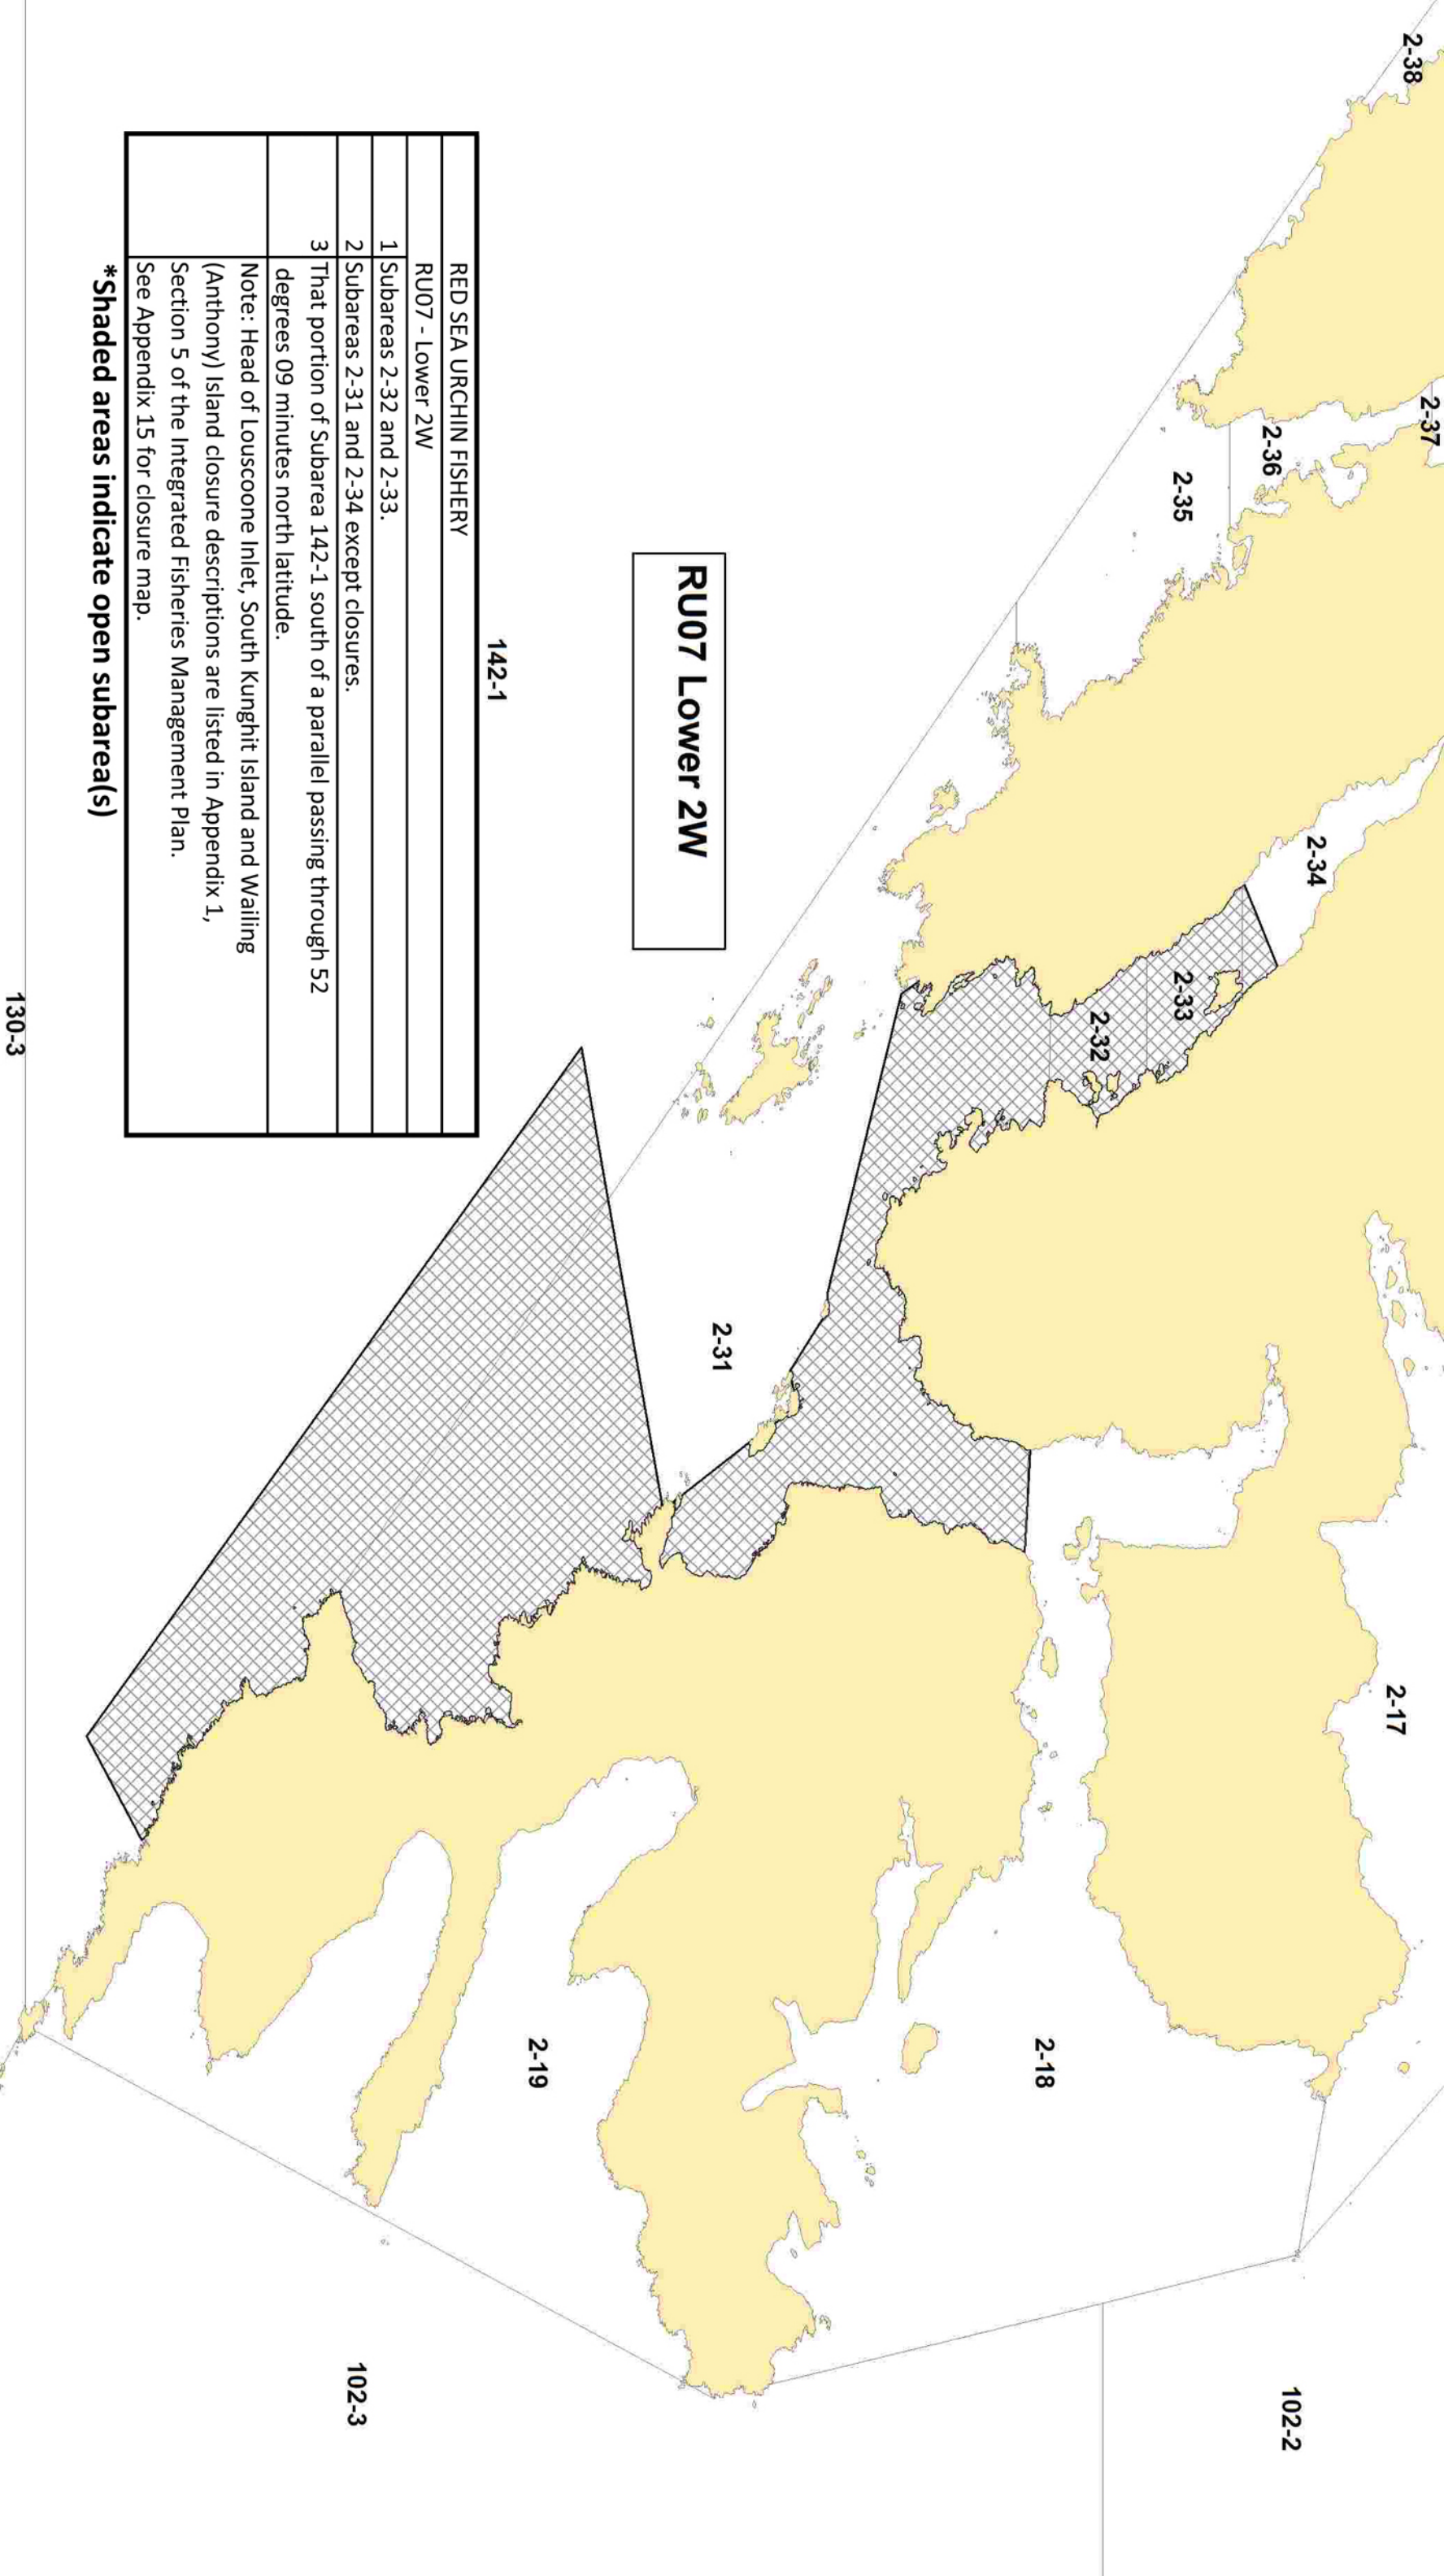 2-38
2-37
2-36
2-35
2-34
2-33
2-32
2-17
RU07 Lower 2W
2-31
2-18
102-2
142-1
RED SEA URCHIN FISHERY
RU07 - Lower 2W
1 Subareas 2-32 and 2-33.
2 Subareas 2-31 and 2-34 except closures.
3 That portion of Subarea 142-1 south of a parallel passing through 52
degrees 09 minutes north latitude.
Note: Head of Louscoone Inlet, South Kunghit Island and Wailing
(Anthony) Island closure descriptions are listed in Appendix 1,
Section 5 of the Integrated Fisheries Management Plan.
See Appendix 15 for closure map.
*Shaded areas indicate open subarea(s)
2-19
102-3
130-3